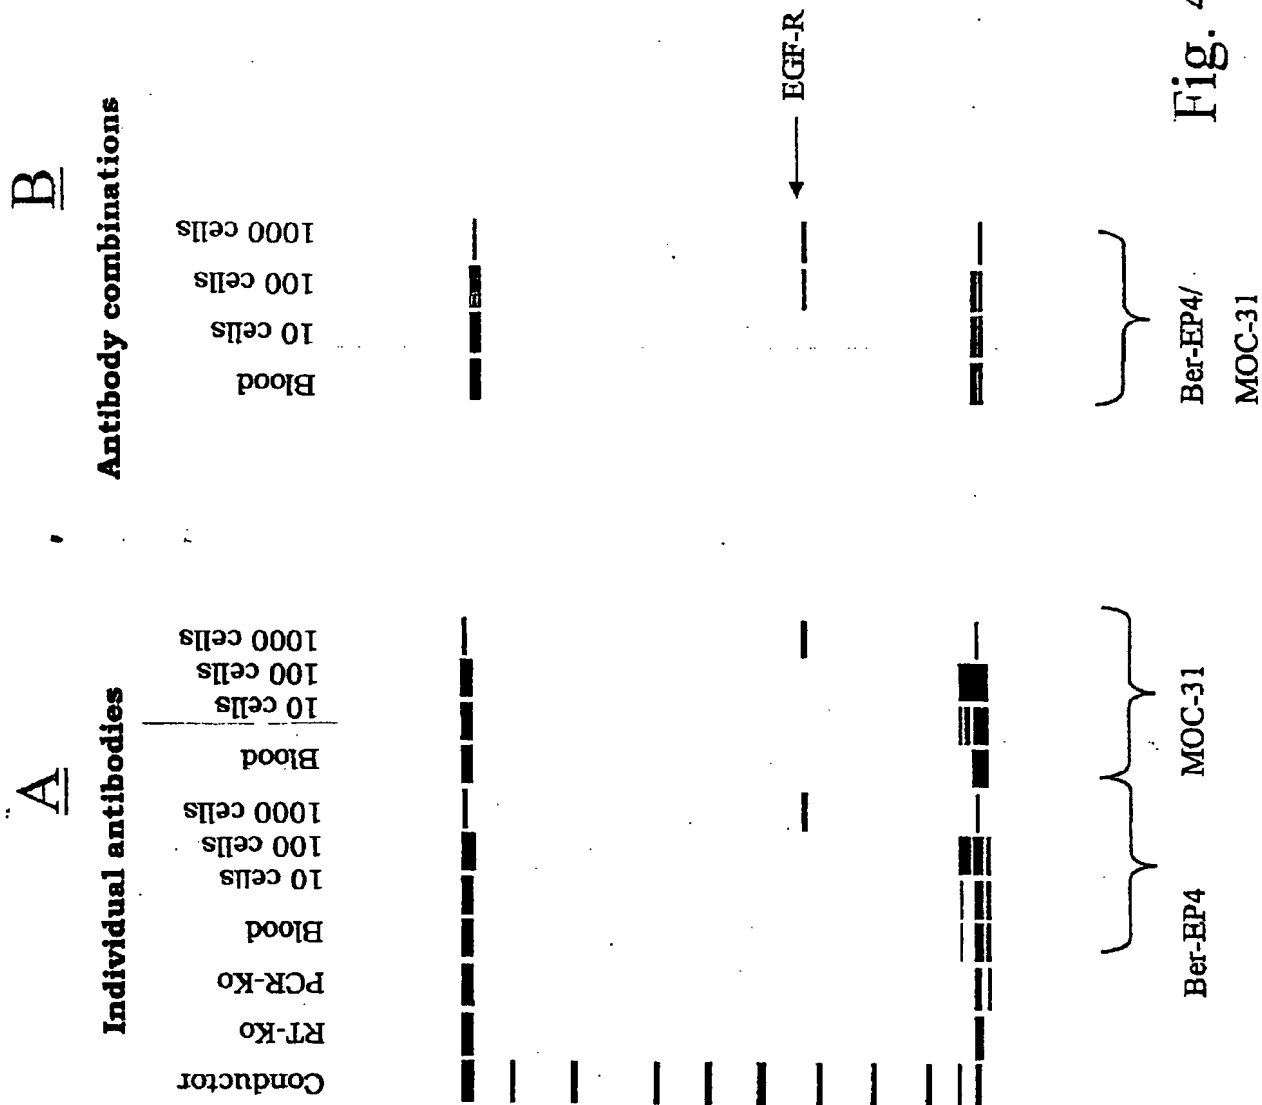 A
Individual antibodies
Conductor
RT-Ko
PCR-Ko
Blood
10 cells
100 cells
1000 cells
Blood
10 cells
100 cells
1000 cells
Ber-EP4
MOC-31
B
Antibody combinations
Blood
10 cells
100 cells
1000 cells
EGF-R
Ber-EP4/
MOC-31
Fig.